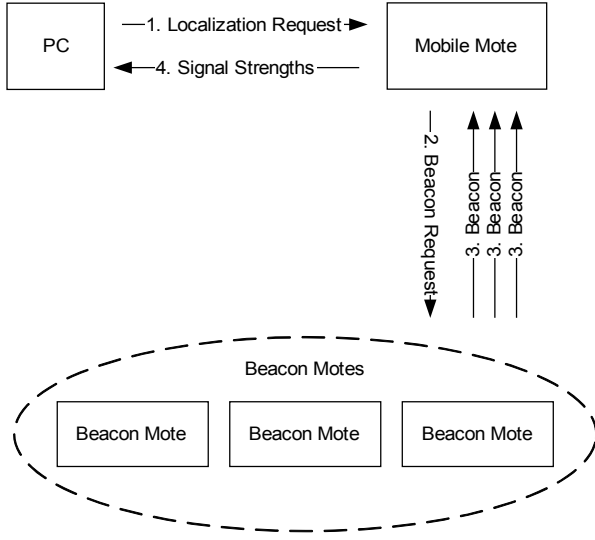 PC
1. Localization Request
Mobile Mote
4. Signal Strengths
2. Beacon Request
3. Beacon
3. Beacon
3. Beacon
Beacon Motes
Beacon Mote
Beacon Mote
Beacon Mote